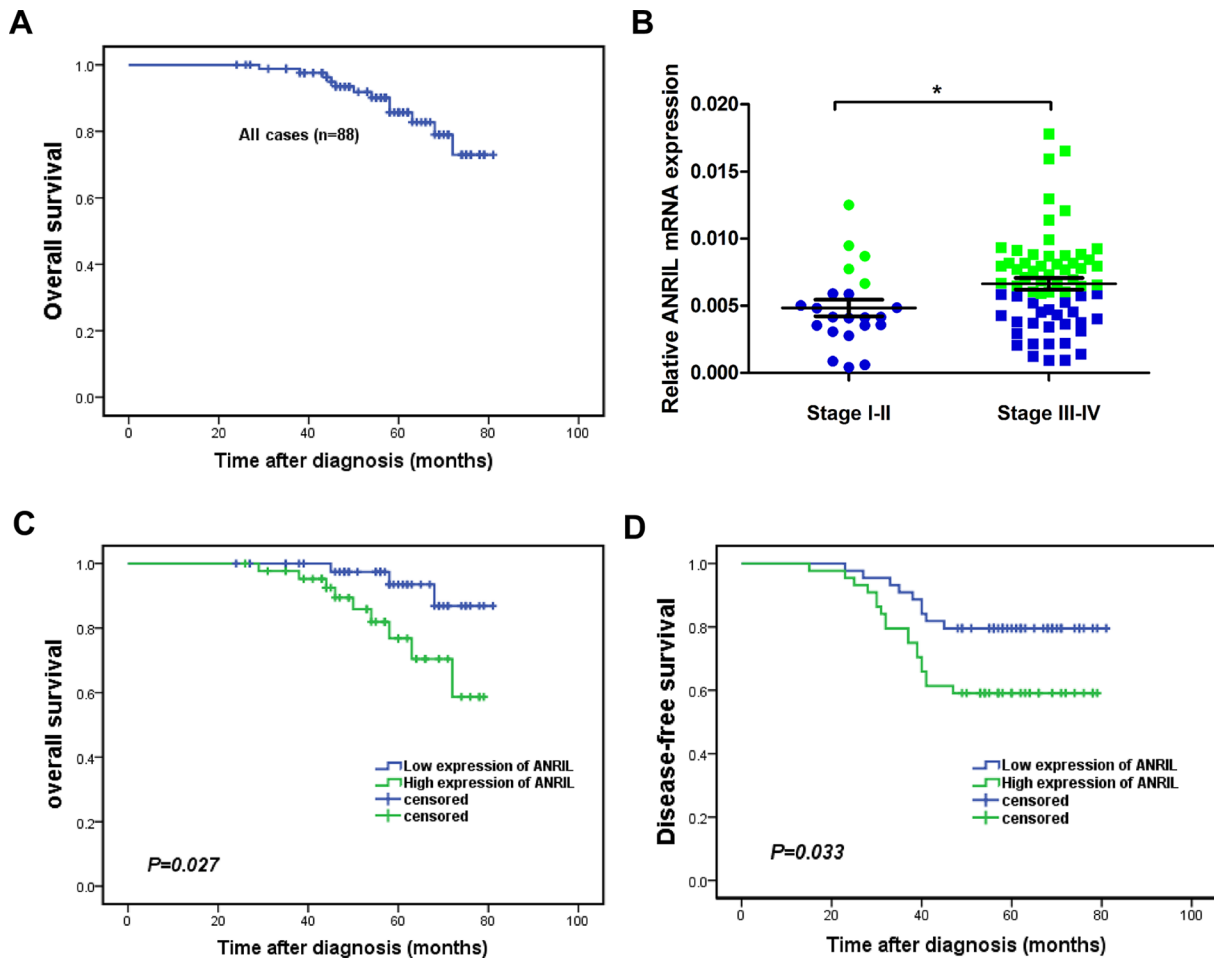 A
Overall survival
1.0
0.8
0.6
0.4
0.2
0.0
All cases (n=88)
0 20 40 60 80 100
Time after diagnosis (months)
B
Relative ANRIL mRNA expression
0.020
0.015
0.010
0.005
0.000
*
Stage I-II Stage III-IV
C
overall survival
1.0
0.8
0.6
0.4
0.2
0.0
Low expression of ANRIL
High expression of ANRIL
censored
censored
P=0.027
0 20 40 60 80 100
Time after diagnosis (months)
D
Disease-free survival
1.0
0.8
0.6
0.4
0.2
0.0
Low expression of ANRIL
High expression of ANRIL
censored
censored
P=0.033
0 20 40 60 80 100
Time after diagnosis (months)